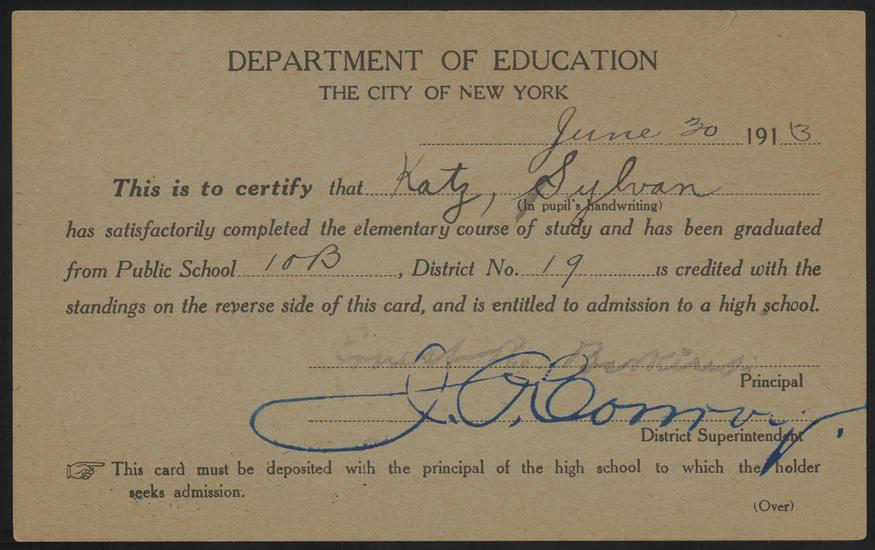 DEPARTMENT OF EDUCATION
THE CITY OF NEW YORK
June 30 1913
This is to certify that Katz, Sylvan
(In pupil's handwriting)
has satisfactorily completed the elementary course of study and has been graduated
from Public School 10B, District No. 19 is credited with the
standings on the reverse side of this card, and is entitled to admission to a high school.
Ernest R.
Principal
J. A. Conroy.
District Superintendent
This card must be deposited with the principal of the high school to which the holder
seeks admission.
(Over)